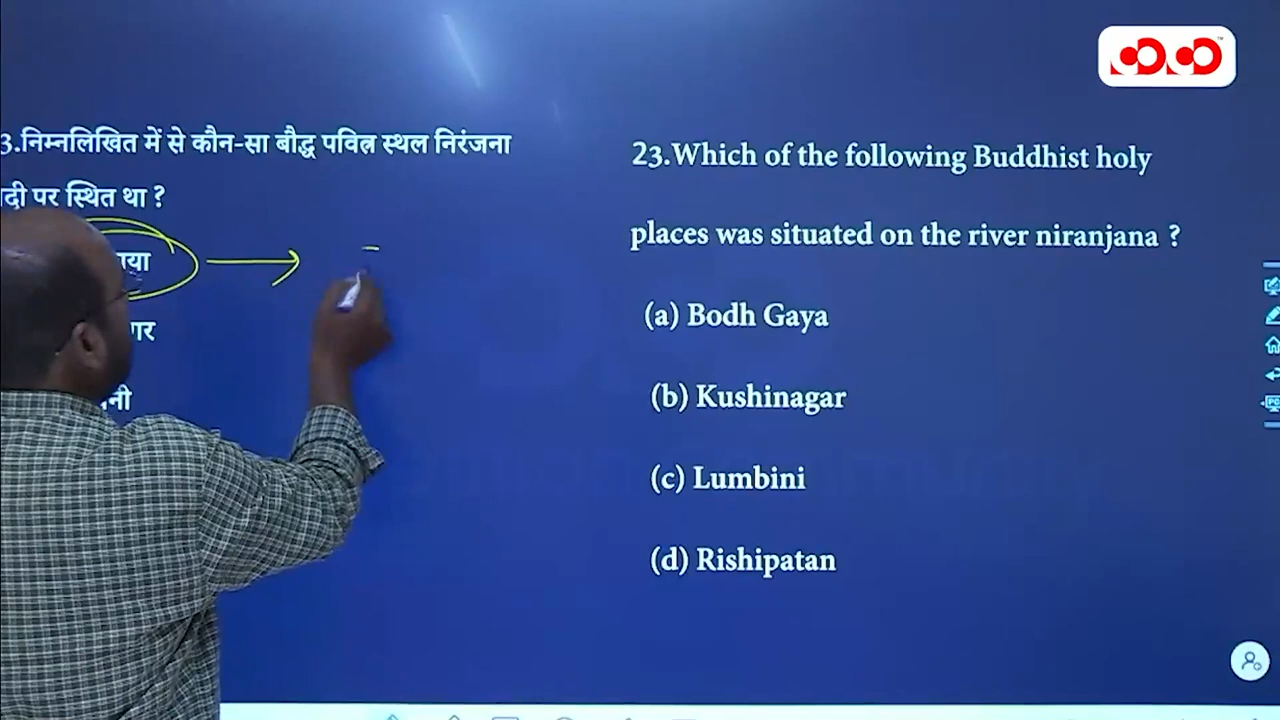 3.निम्नलिखित में से कौन-सा बौद्ध पवित्र स्थल निरंजना
दी पर स्थित था ?
23.Which of the following Buddhist holy
places was situated on the river niranjana ?
(a) Bodh Gaya
(b) Kushinagar
(c) Lumbini
(d) Rishipatan